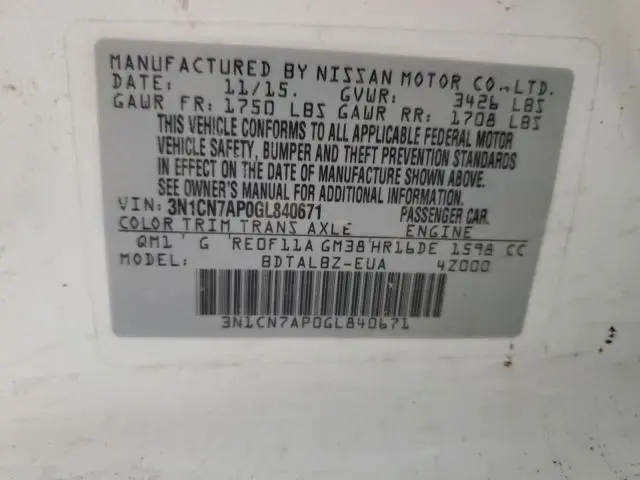 MANUFACTURED BY NISSAN MOTOR CO., LTD.
DATE: 11/15. GVWR: 3426 LBS
GAWR FR: 1750 LBS GAWR RR: 1708 LBS
THIS VEHICLE CONFORMS TO ALL APPLICABLE FEDERAL MOTOR
VEHICLE SAFETY, BUMPER AND THEFT PREVENTION STANDARDS
IN EFFECT ON THE DATE OF MANUFACTURE SHOWN ABOVE.
SEE OWNER'S MANUAL FOR ADDITIONAL INFORMATION.
VIN: 3N1CN7AP0GL840671 PASSENGER CAR.
COLOR TRIM TRANS AXLE ENGINE
QM1 G RE0F11A GM38 HR16DE 1598 CC
MODEL: BDTALBZ-EUA 4Z000
3N1CN7AP0GL840671